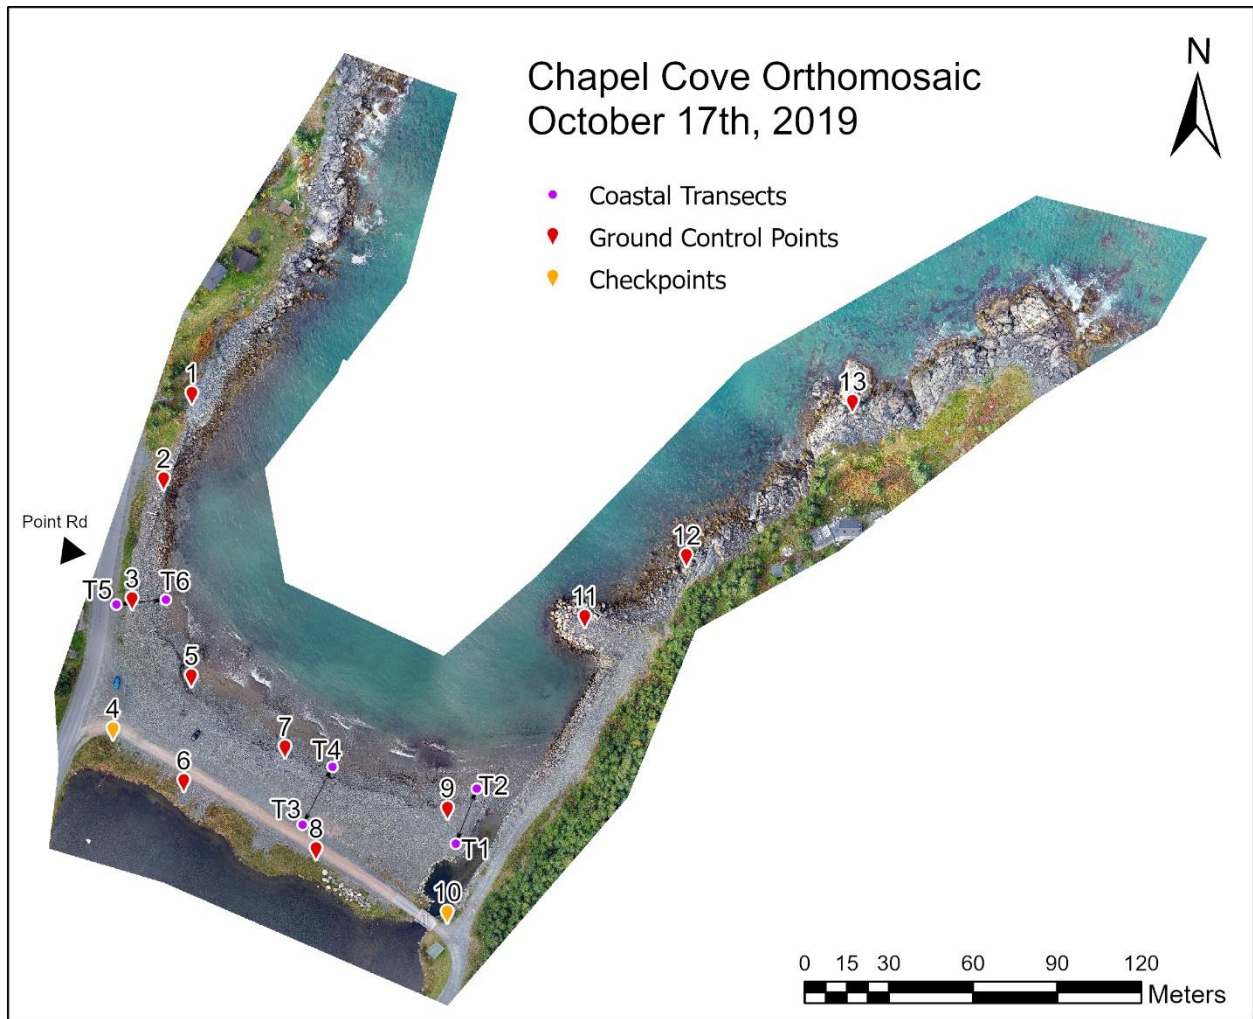 Chapel Cove Orthomosaic
October 17th, 2019
N
Coastal Transects
Ground Control Points
Checkpoints
1
13
2
Point Rd
12
T5
3
T6
11
5
4
7
T4
6
T2
9
T3
8
T1
10
0 15 30 60 90 120
Meters